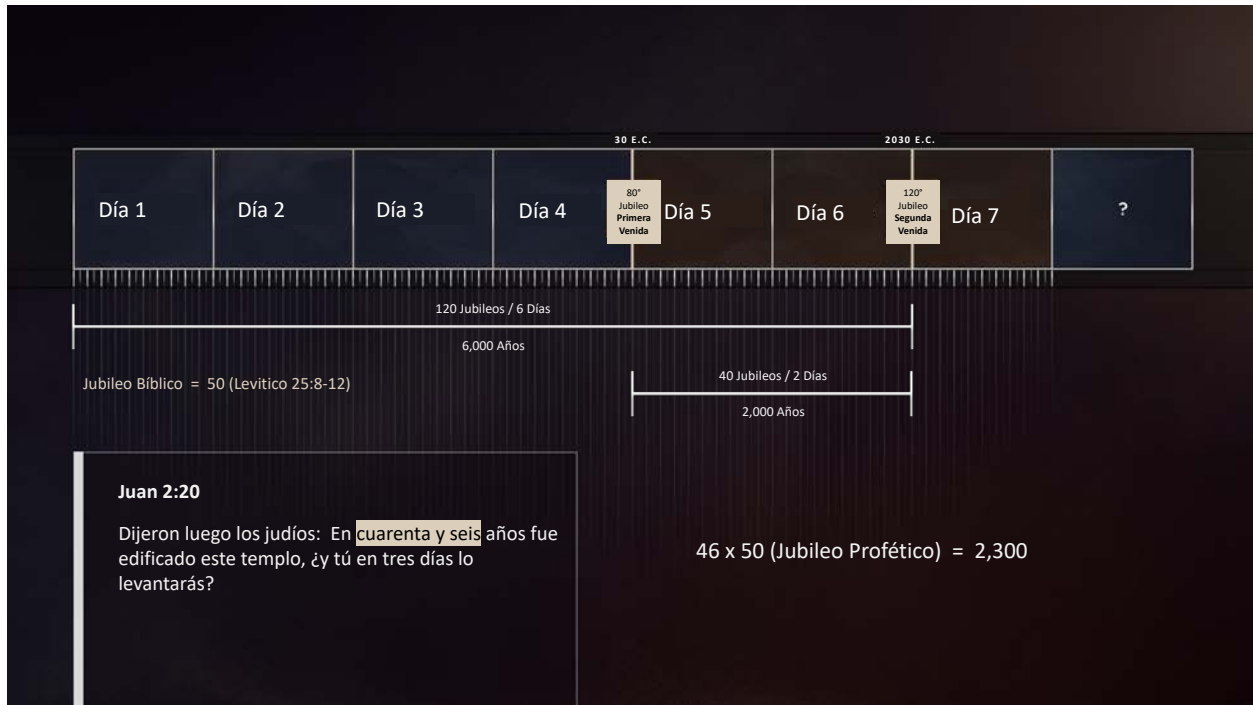 30 E.C.
2030 E.C.
Día 1
Día 2
Día 3
Día 4
80°
Jubileo
Primera
Venida
Día 5
Día 6
120°
Jubileo
Segunda
Venida
Día 7
?
120 Jubileos / 6 Días
6,000 Años
Jubileo Bíblico = 50 (Levitico 25:8-12)
40 Jubileos / 2 Días
2,000 Años
Juan 2:20
Dijeron luego los judíos: En cuarenta y seis años fue
edificado este templo, ¿y tú en tres días lo
levantarás?
46 x 50 (Jubileo Profético) = 2,300